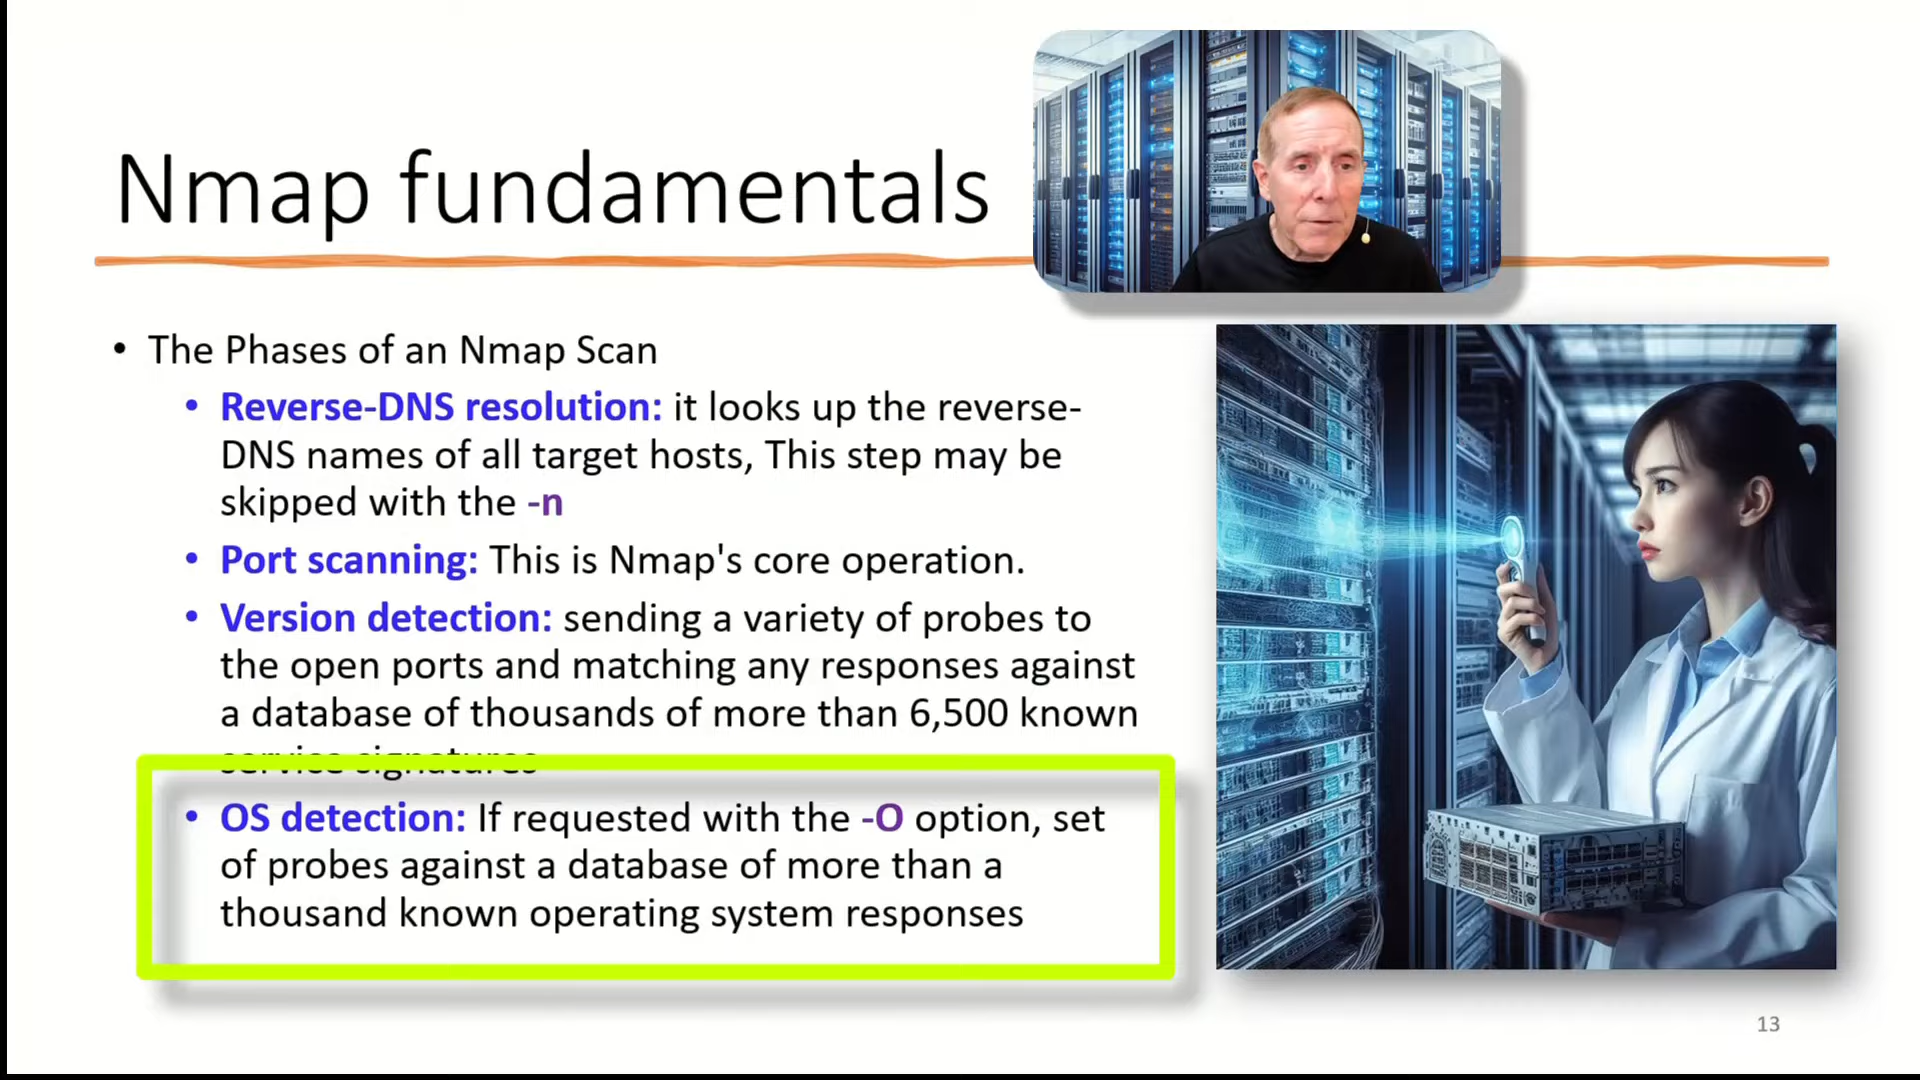 Nmap fundamentals
• The Phases of an Nmap Scan
• Reverse-DNS resolution: it looks up the reverse-
DNS names of all target hosts, This step may be
skipped with the -n
• Port scanning: This is Nmap's core operation.
• Version detection: sending a variety of probes to
the open ports and matching any responses against
a database of thousands of more than 6,500 known
service signatures
• OS detection: If requested with the -O option, set
of probes against a database of more than a
thousand known operating system responses
13